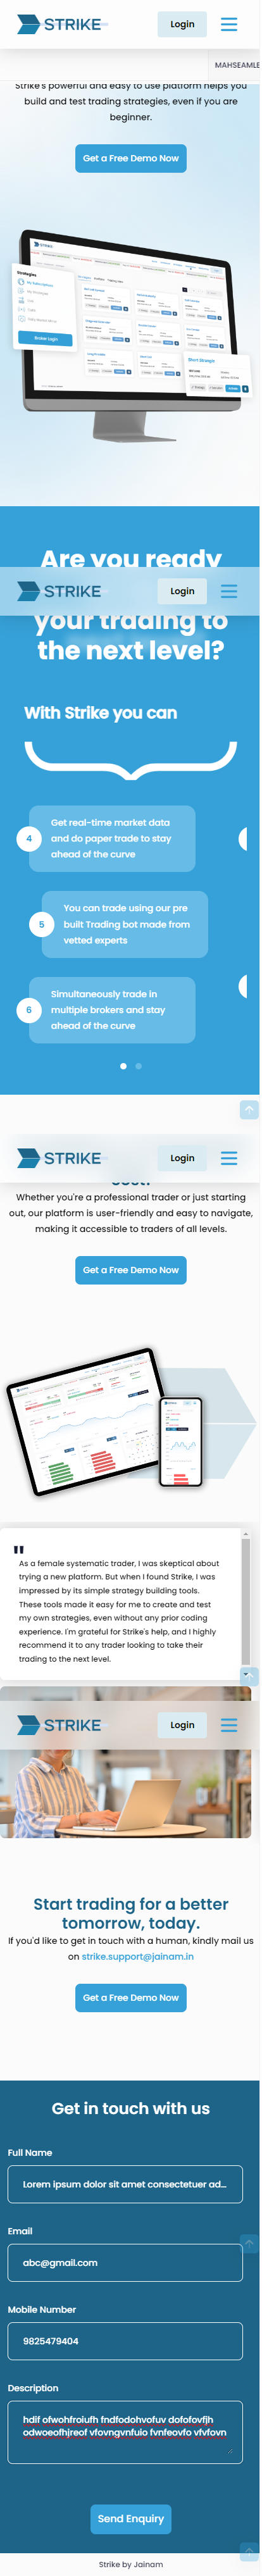 STRIKE
Login
MAHSEAMLE
Strike's powerful and easy to use platform helps you
build and test trading strategies, even if you are
beginner.
Get a Free Demo Now
STRIKE
Strategies
Broker Login
Short Strangle
Are you ready
STRIKE
Login
your trading to
the next level?
With Strike you can
4
Get real-time market data
and do paper trade to stay
ahead of the curve
5
You can trade using our pre
built Trading bot made from
vetted experts
6
Simultaneously trade in
multiple brokers and stay
ahead of the curve
STRIKE
Login
Whether you're a professional trader or just starting
out, our platform is user-friendly and easy to navigate,
making it accessible to traders of all levels.
Get a Free Demo Now
"
As a female systematic trader, I was skeptical about
trying a new platform. But when I found Strike, I was
impressed by its simple strategy building tools.
These tools made it easy for me to create and test
my own strategies, even without any prior coding
experience. I'm grateful for Strike's help, and I highly
recommend it to any trader looking to take their
trading to the next level.
STRIKE
Login
Start trading for a better
tomorrow, today.
If you'd like to get in touch with a human, kindly mail us
on strike.support@jainam.in
Get a Free Demo Now
Get in touch with us
Full Name
Lorem ipsum dolor sit amet consectetuer ad...
Email
abc@gmail.com
Mobile Number
9825479404
Description
hdif ofwohfroiufh fndfodohvofuv dofofovfjh
odwoeofhjreof vfovngvnfuio fvnfeovfo vfvfovn
Send Enquiry
Strike by Jainam